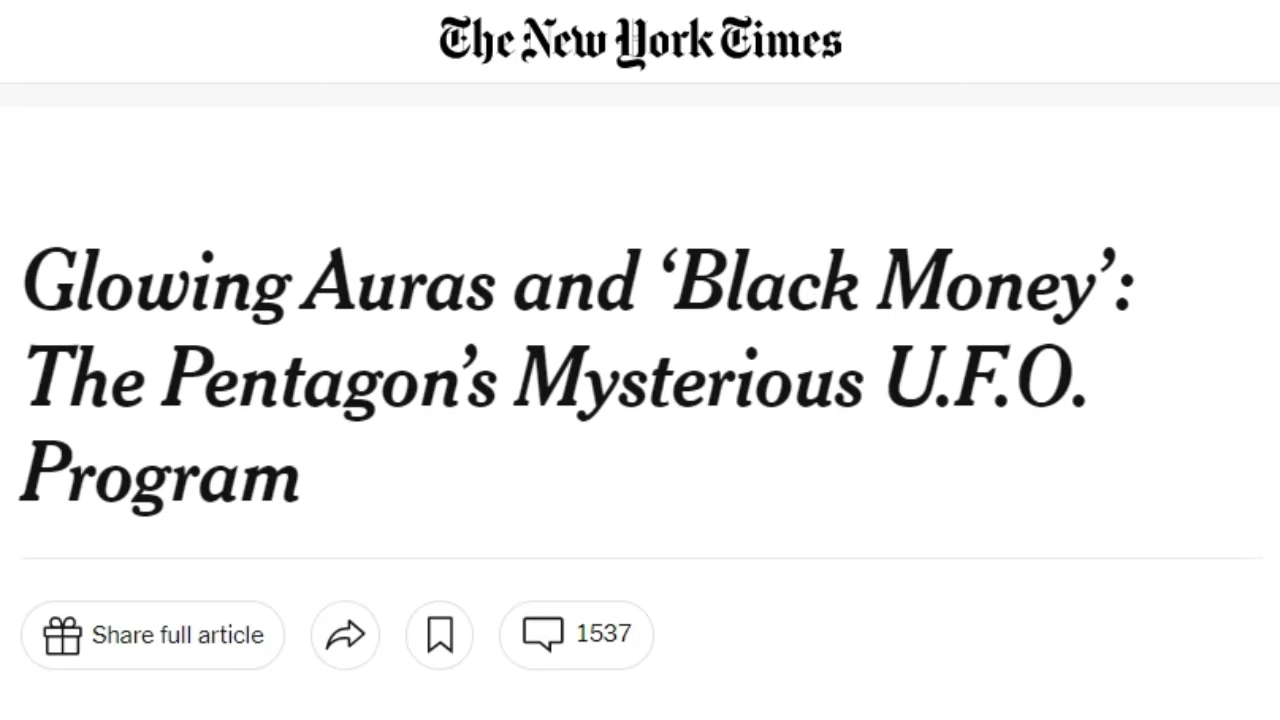 The New York Times
Glowing Auras and ‘Black Money’:
The Pentagon’s Mysterious U.F.O.
Program
Share full article
1537